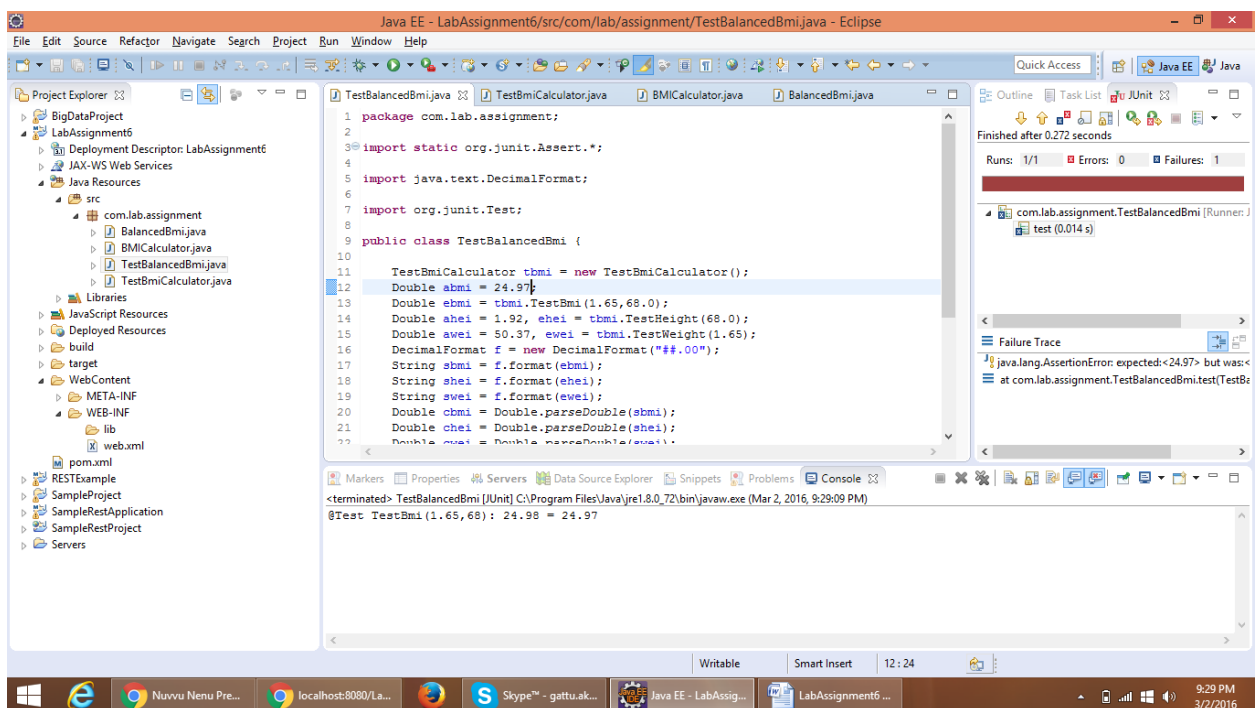 Java EE - LabAssignment6/src/com/lab/assignment/TestBalancedBmi.java - Eclipse
File Edit Source Refactor Navigate Search Project Run Window Help
Quick Access Java EE Java
Project Explorer
BigDataProject
LabAssignment6
Deployment Descriptor: LabAssignment6
JAX-WS Web Services
Java Resources
src
com.lab.assignment
BalancedBmi.java
BMICalculator.java
TestBalancedBmi.java
TestBmiCalculator.java
Libraries
JavaScript Resources
Deployed Resources
build
target
WebContent
META-INF
WEB-INF
lib
web.xml
pom.xml
RESTExample
SampleProject
SampleRestApplication
SampleRestProject
Servers
TestBalancedBmi.java TestBmiCalculator.java BMICalculator.java BalancedBmi.java
1 package com.lab.assignment;
2
3 import static org.junit.Assert.*;
4
5 import java.text.DecimalFormat;
6
7 import org.junit.Test;
8
9 public class TestBalancedBmi {
10
11 TestBmiCalculator tbmi = new TestBmiCalculator();
12 Double abmi = 24.97;
13 Double ebmi = tbmi.TestBmi(1.65,68.0);
14 Double ahei = 1.92, ehei = tbmi.TestHeight(68.0);
15 Double awei = 50.37, ewei = tbmi.TestWeight(1.65);
16 DecimalFormat f = new DecimalFormat("##.00");
17 String sbmi = f.format(ebmi);
18 String shei = f.format(ehei);
19 String swei = f.format(ewei);
20 Double cbmi = Double.parseDouble(sbmi);
21 Double chei = Double.parseDouble(shei);
22 Double cwei = Double.parseDouble(swei);
Outline Task List JUnit
Finished after 0.272 seconds
Runs: 1/1 Errors: 0 Failures: 1
com.lab.assignment.TestBalancedBmi [Runner: J
test (0.014 s)
Failure Trace
java.lang.AssertionError: expected:<24.97> but was:<
at com.lab.assignment.TestBalancedBmi.test(TestBa
Markers Properties Servers Data Source Explorer Snippets Problems Console
<terminated> TestBalancedBmi [JUnit] C:\Program Files\Java\jre1.8.0_72\bin\javaw.exe (Mar 2, 2016, 9:29:09 PM)
@Test TestBmi(1.65,68): 24.98 = 24.97
Writable Smart Insert 12 : 24
Nuvvu Nenu Pre... localhost:8080/La... Skype™ - gattu.ak... Java EE - LabAssig... LabAssignment6 ...
9:29 PM
3/2/2016